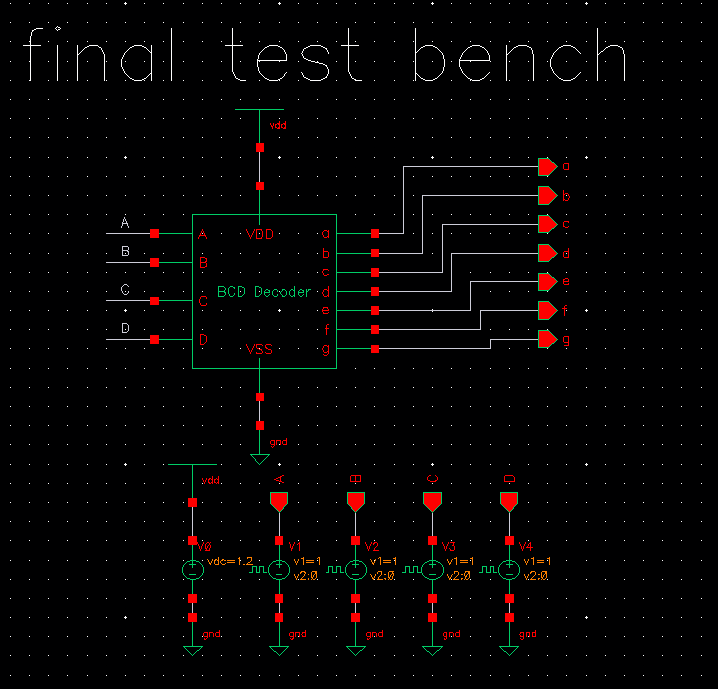 final test bench
vdd
a
b
A
c
B
d
C
e
D
f
g
A VDD a
B b
c
BCD Decoder d
C e
f
D VSS g
gnd
vdd A B C D
V0 V1 V2 V3 V4
vdc=1.2 v1=1 v1=1 v1=1 v1=1
v2:0 v2:0 v2:0 v2:0
gnd gnd gnd gnd gnd